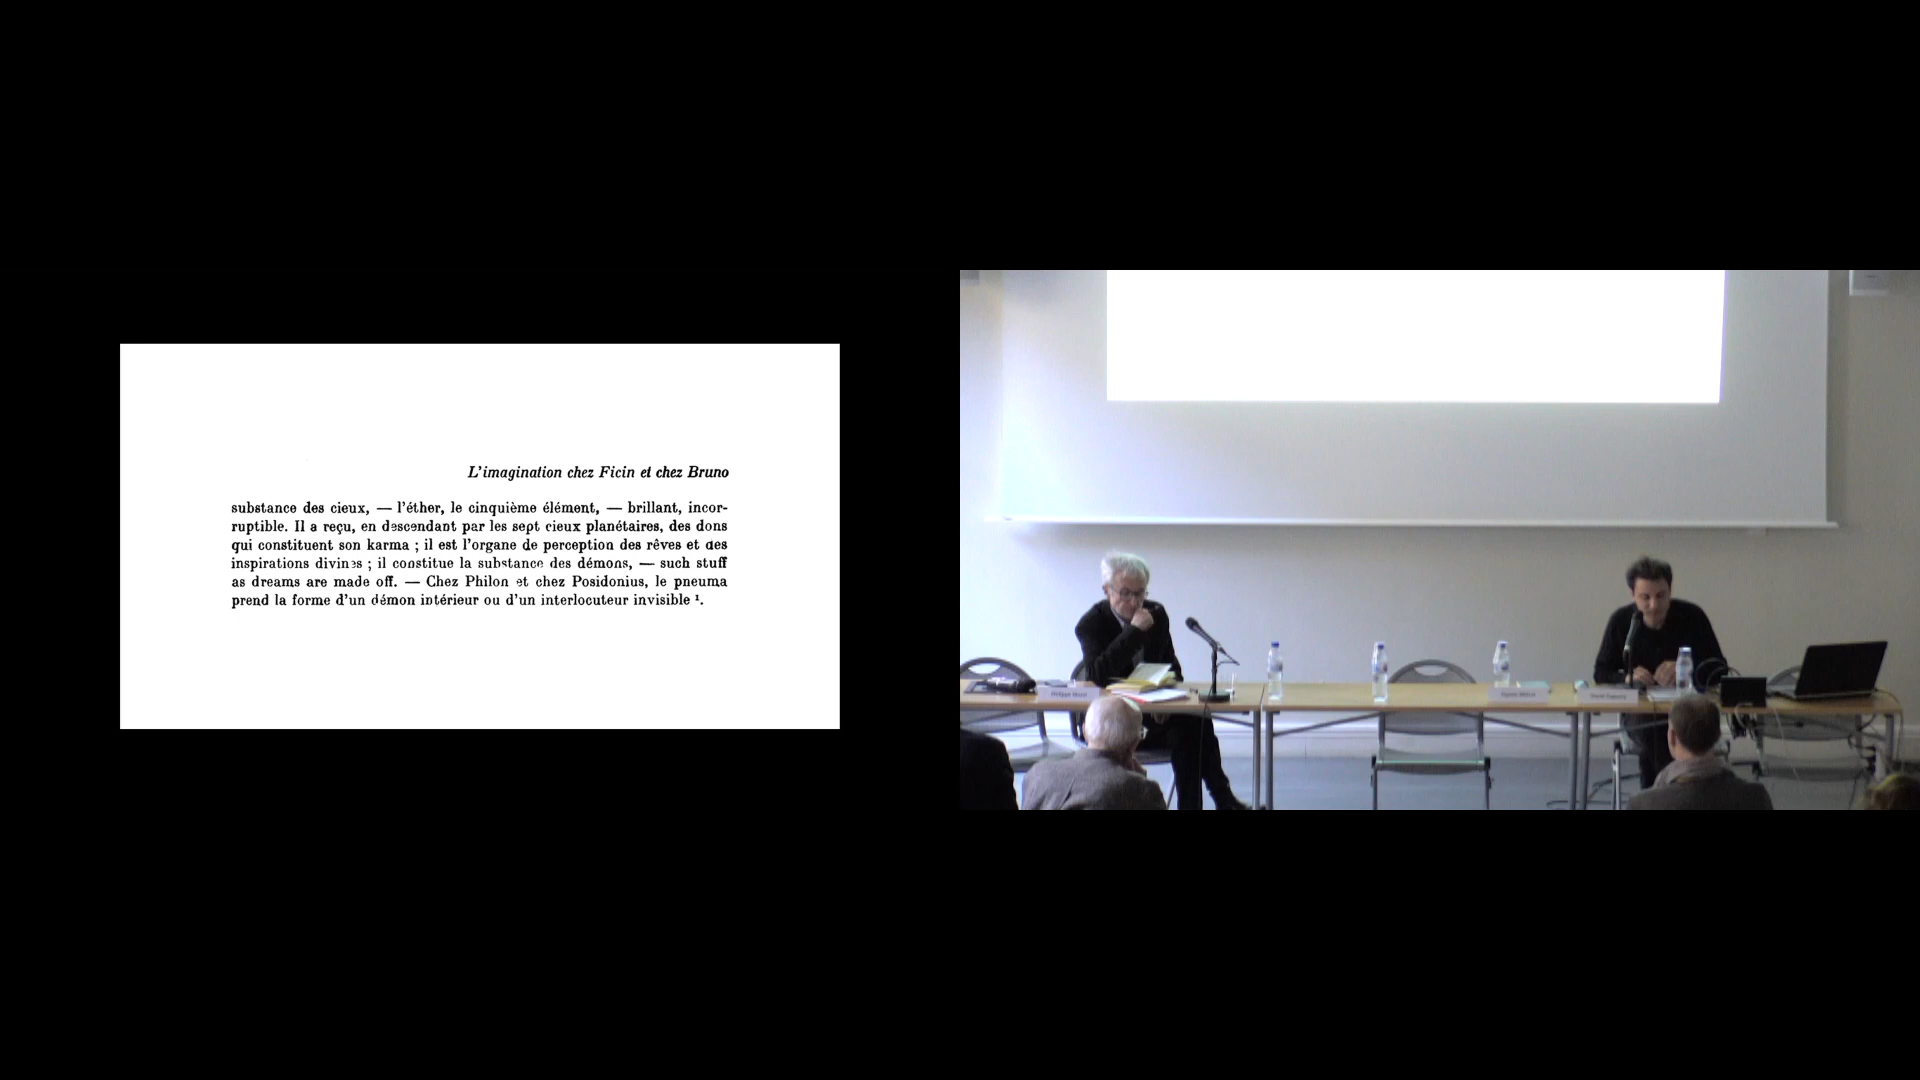 L'imagination chez Ficin et chez Bruno
substance des cieux, — l'éther, le cinquième élément, — brillant, incor-
ruptible. Il a reçu, en descendant par les sept cieux planétaires, des dons
qui constituent son karma ; il est l'organe de perception des rêves et des
inspirations divines ; il constitue la substance des démons, — such stuff
as dreams are made off. — Chez Philon et chez Posidonius, le pneuma
prend la forme d'un démon intérieur ou d'un interlocuteur invisible ¹.